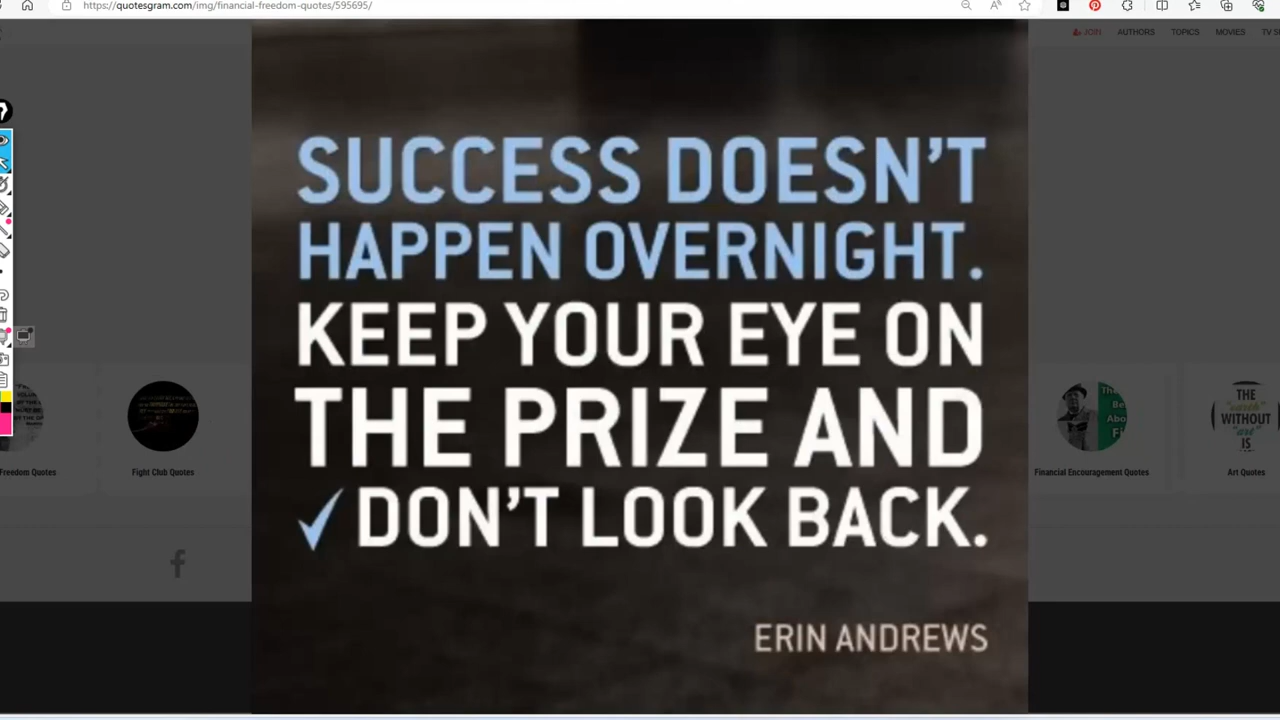 https://questesgram.com/img/financial-freedom-quotes/595695/
JOIN AUTHORS TOPICS MOVIES
SUCCESS DOESN'T
HAPPEN OVERNIGHT.
KEEP YOUR EYE ON
THE PRIZE AND
✓ DON'T LOOK BACK.
ERIN ANDREWS
Freedom Quotes
Fight Club Quotes
THE
WITHOUT
IS
Financial Encouragement Quotes
Art Quotes